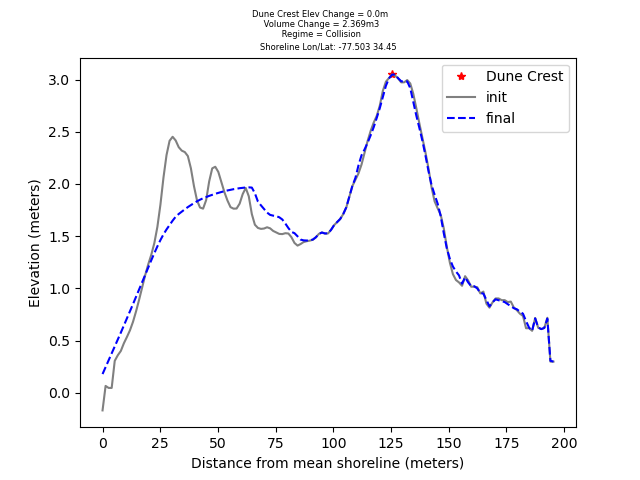 Dune Crest Elev Change = 0.0m
Volume Change = 2.369m3
Regime = Collision
Shoreline Lon/Lat: -77.503 34.45
Dune Crest
init
final
Elevation (meters)
3.0
2.5
2.0
1.5
1.0
0.5
0.0
0 25 50 75 100 125 150 175 200
Distance from mean shoreline (meters)